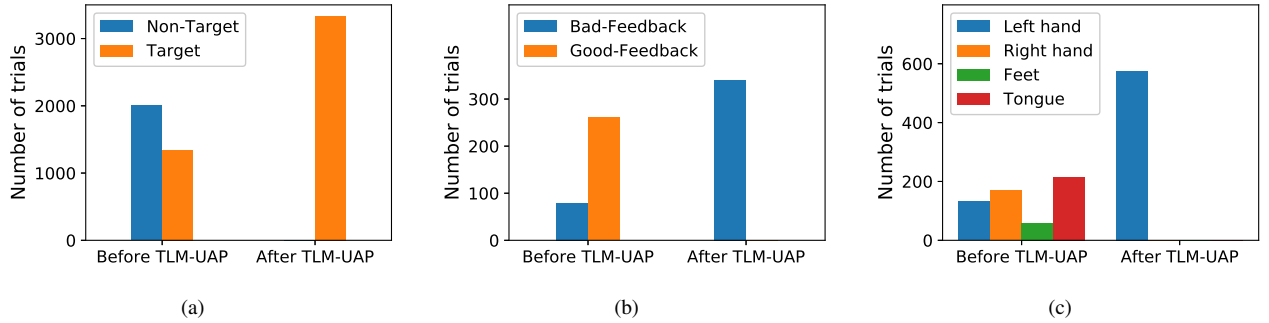 Number of trials
3000
2000
1000
0
Non-Target
Target
Before TLM-UAP
After TLM-UAP
(a)
Number of trials
300
200
100
0
Bad-Feedback
Good-Feedback
Before TLM-UAP
After TLM-UAP
(b)
Number of trials
600
400
200
0
Left hand
Right hand
Feet
Tongue
Before TLM-UAP
After TLM-UAP
(c)